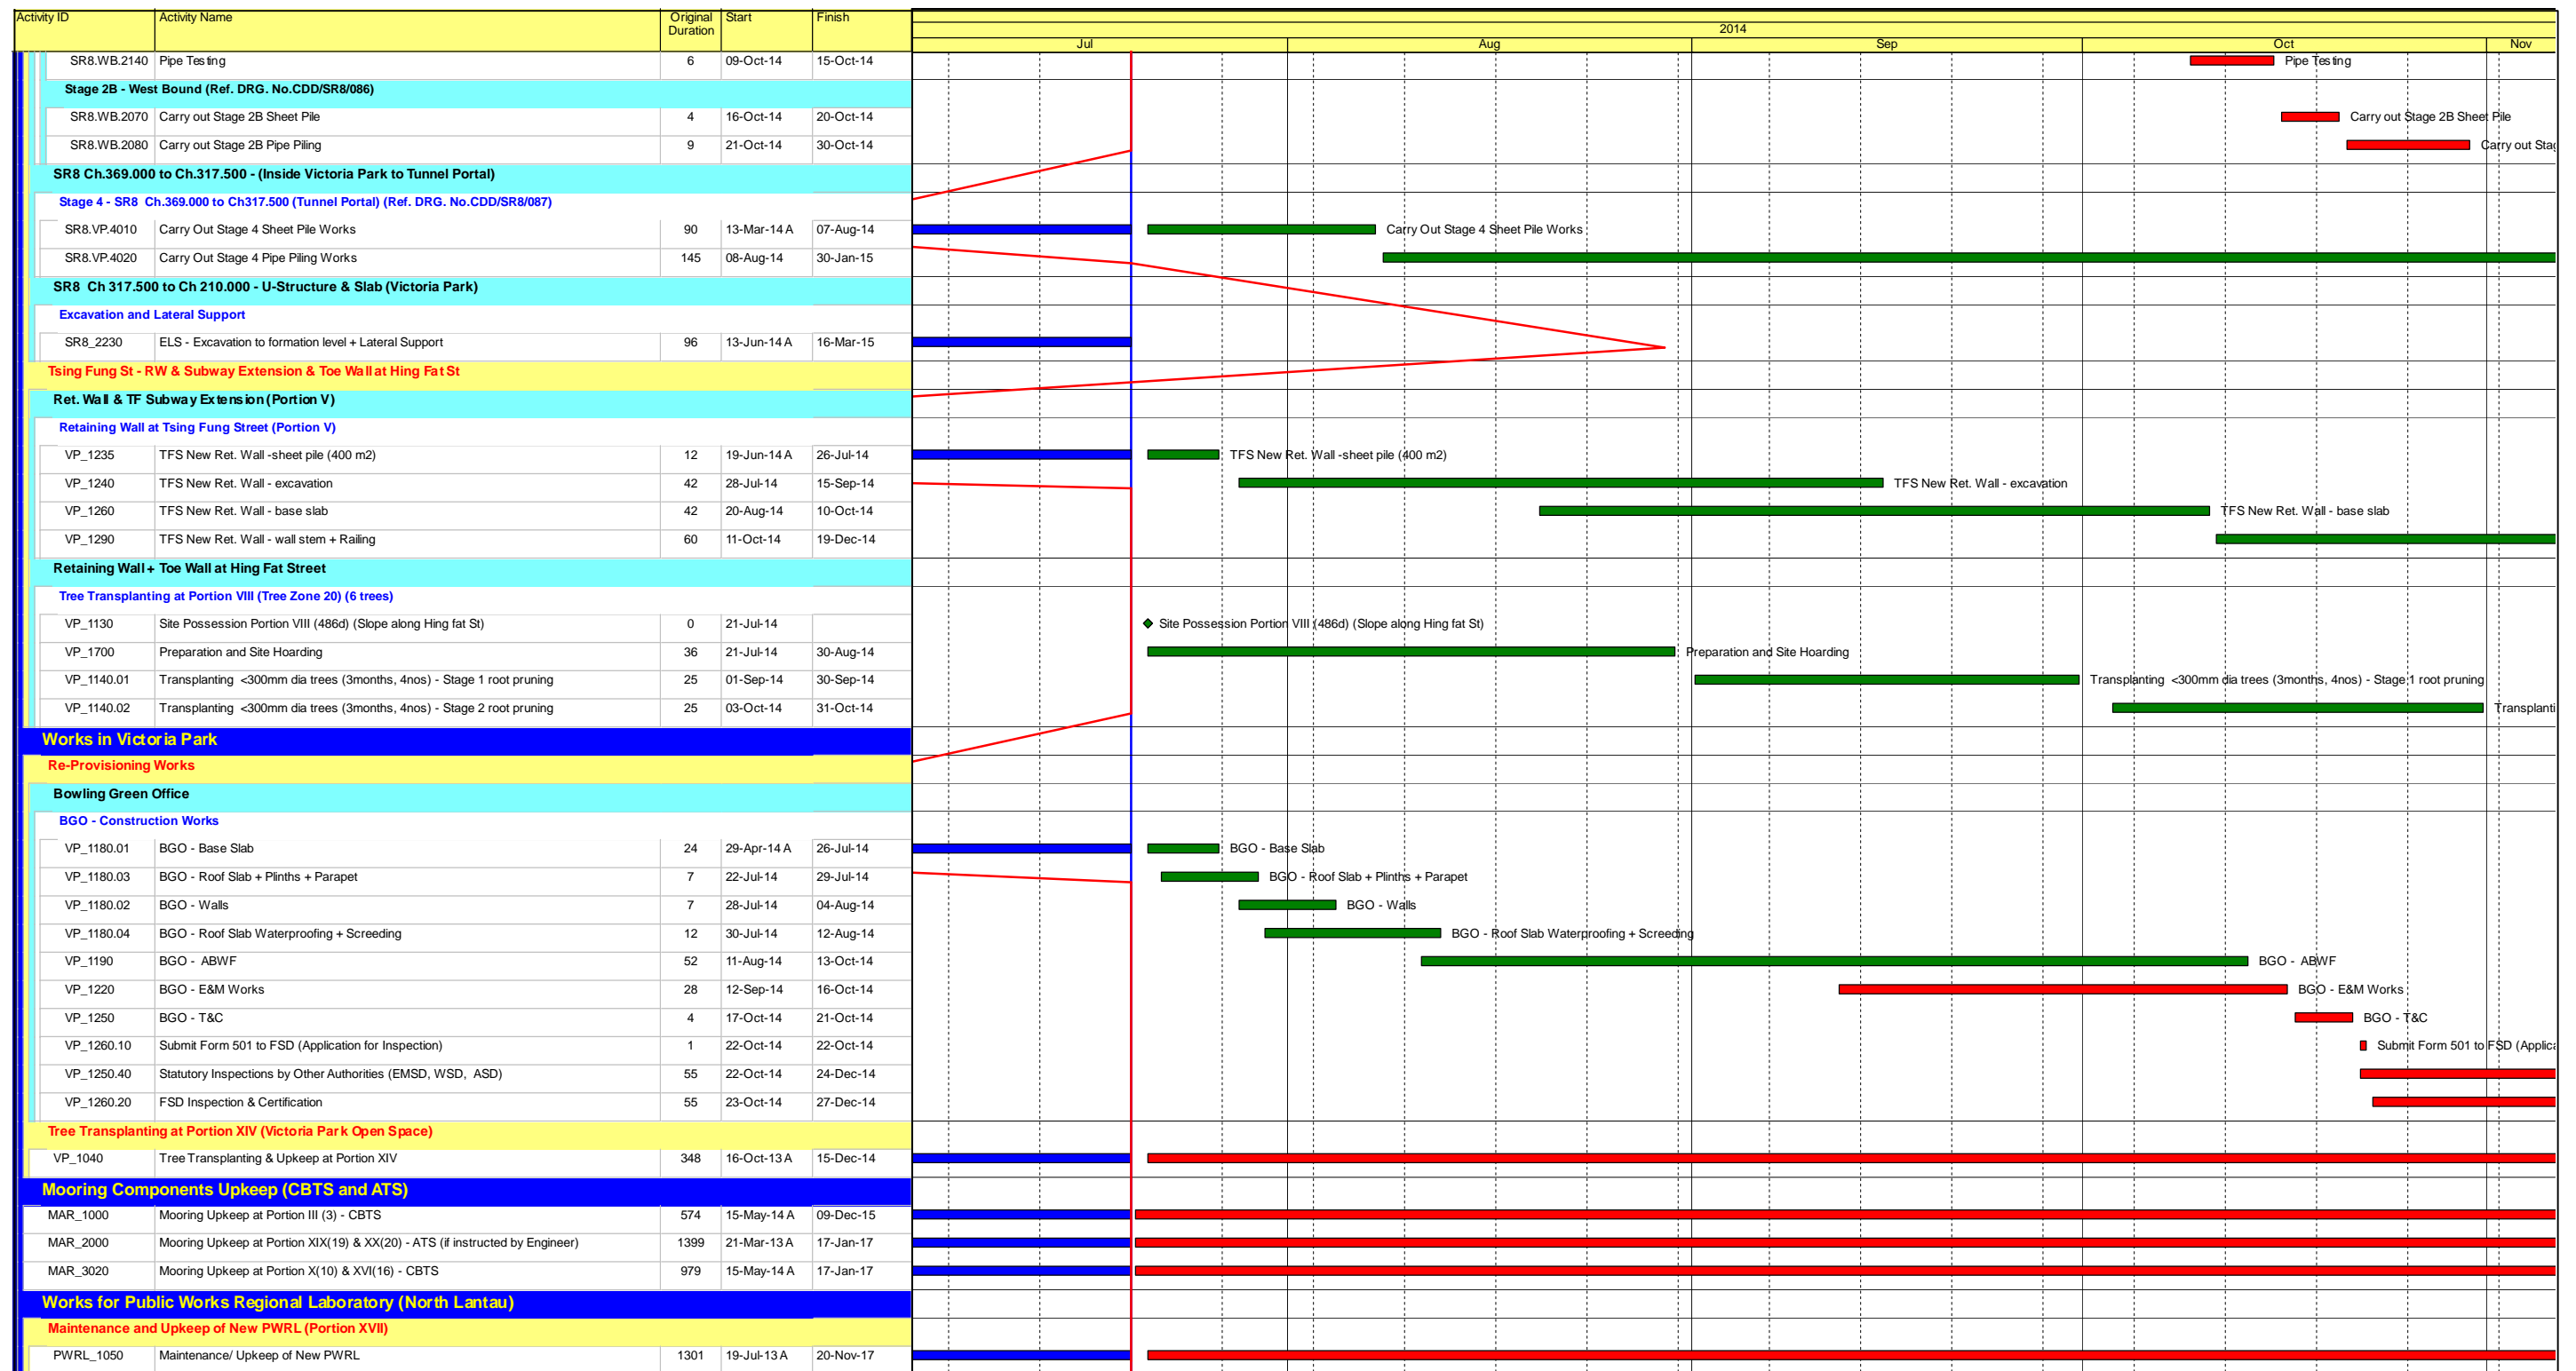 Activity ID Activity Name Original Duration Start Finish
2014
Jul Aug Sep Oct Nov
SR8.WB.2140 Pipe Testing 6 09-Oct-14 15-Oct-14 Pipe Testing
Stage 2B - West Bound (Ref. DRG. No.CDD/SR8/086)
SR8.WB.2070 Carry out Stage 2B Sheet Pile 4 16-Oct-14 20-Oct-14 Carry out Stage 2B Sheet Pile
SR8.WB.2080 Carry out Stage 2B Pipe Piling 9 21-Oct-14 30-Oct-14 Carry out Stag
SR8 Ch.369.000 to Ch.317.500 - (Inside Victoria Park to Tunnel Portal)
Stage 4 - SR8 Ch.369.000 to Ch317.500 (Tunnel Portal) (Ref. DRG. No.CDD/SR8/087)
SR8.VP.4010 Carry Out Stage 4 Sheet Pile Works 90 13-Mar-14 A 07-Aug-14 Carry Out Stage 4 Sheet Pile Works
SR8.VP.4020 Carry Out Stage 4 Pipe Piling Works 145 08-Aug-14 30-Jan-15
SR8 Ch 317.500 to Ch 210.000 - U-Structure & Slab (Victoria Park)
Excavation and Lateral Support
SR8_2230 ELS - Excavation to formation level + Lateral Support 96 13-Jun-14 A 16-Mar-15
Tsing Fung St - RW & Subway Extension & Toe Wall at Hing Fat St
Ret. Wall & TF Subway Extension (Portion V)
Retaining Wall at Tsing Fung Street (Portion V)
VP_1235 TFS New Ret. Wall -sheet pile (400 m2) 12 19-Jun-14 A 26-Jul-14 TFS New Ret. Wall -sheet pile (400 m2)
VP_1240 TFS New Ret. Wall - excavation 42 28-Jul-14 15-Sep-14 TFS New Ret. Wall - excavation
VP_1260 TFS New Ret. Wall - base slab 42 20-Aug-14 10-Oct-14 TFS New Ret. Wall - base slab
VP_1290 TFS New Ret. Wall - wall stem + Railing 60 11-Oct-14 19-Dec-14
Retaining Wall + Toe Wall at Hing Fat Street
Tree Transplanting at Portion VIII (Tree Zone 20) (6 trees)
VP_1130 Site Possession Portion VIII (486d) (Slope along Hing fat St) 0 21-Jul-14 Site Possession Portion VIII (486d) (Slope along Hing fat St)
VP_1700 Preparation and Site Hoarding 36 21-Jul-14 30-Aug-14 Preparation and Site Hoarding
VP_1140.01 Transplanting <300mm dia trees (3months, 4nos) - Stage 1 root pruning 25 01-Sep-14 30-Sep-14 Transplanting <300mm dia trees (3months, 4nos) - Stage 1 root pruning
VP_1140.02 Transplanting <300mm dia trees (3months, 4nos) - Stage 2 root pruning 25 03-Oct-14 31-Oct-14 Transplanti
Works in Victoria Park
Re-Provisioning Works
Bowling Green Office
BGO - Construction Works
VP_1180.01 BGO - Base Slab 24 29-Apr-14 A 26-Jul-14 BGO - Base Slab
VP_1180.03 BGO - Roof Slab + Plinths + Parapet 7 22-Jul-14 29-Jul-14 BGO - Roof Slab + Plinths + Parapet
VP_1180.02 BGO - Walls 7 28-Jul-14 04-Aug-14 BGO - Walls
VP_1180.04 BGO - Roof Slab Waterproofing + Screeding 12 30-Jul-14 12-Aug-14 BGO - Roof Slab Waterproofing + Screeding
VP_1190 BGO - ABWF 52 11-Aug-14 13-Oct-14 BGO - ABWF
VP_1220 BGO - E&M Works 28 12-Sep-14 16-Oct-14 BGO - E&M Works
VP_1250 BGO - T&C 4 17-Oct-14 21-Oct-14 BGO - T&C
VP_1260.10 Submit Form 501 to FSD (Application for Inspection) 1 22-Oct-14 22-Oct-14 Submit Form 501 to FSD (Applica
VP_1250.40 Statutory Inspections by Other Authorities (EMSD, WSD, ASD) 55 22-Oct-14 24-Dec-14
VP_1260.20 FSD Inspection & Certification 55 23-Oct-14 27-Dec-14
Tree Transplanting at Portion XIV (Victoria Park Open Space)
VP_1040 Tree Transplanting & Upkeep at Portion XIV 348 16-Oct-13 A 15-Dec-14
Mooring Components Upkeep (CBTS and ATS)
MAR_1000 Mooring Upkeep at Portion III (3) - CBTS 574 15-May-14 A 09-Dec-15
MAR_2000 Mooring Upkeep at Portion XIX(19) & XX(20) - ATS (if instructed by Engineer) 1399 21-Mar-13 A 17-Jan-17
MAR_3020 Mooring Upkeep at Portion X(10) & XVI(16) - CBTS 979 15-May-14 A 17-Jan-17
Works for Public Works Regional Laboratory (North Lantau)
Maintenance and Upkeep of New PWRL (Portion XVII)
PWRL_1050 Maintenance/ Upkeep of New PWRL 1301 19-Jul-13 A 20-Nov-17